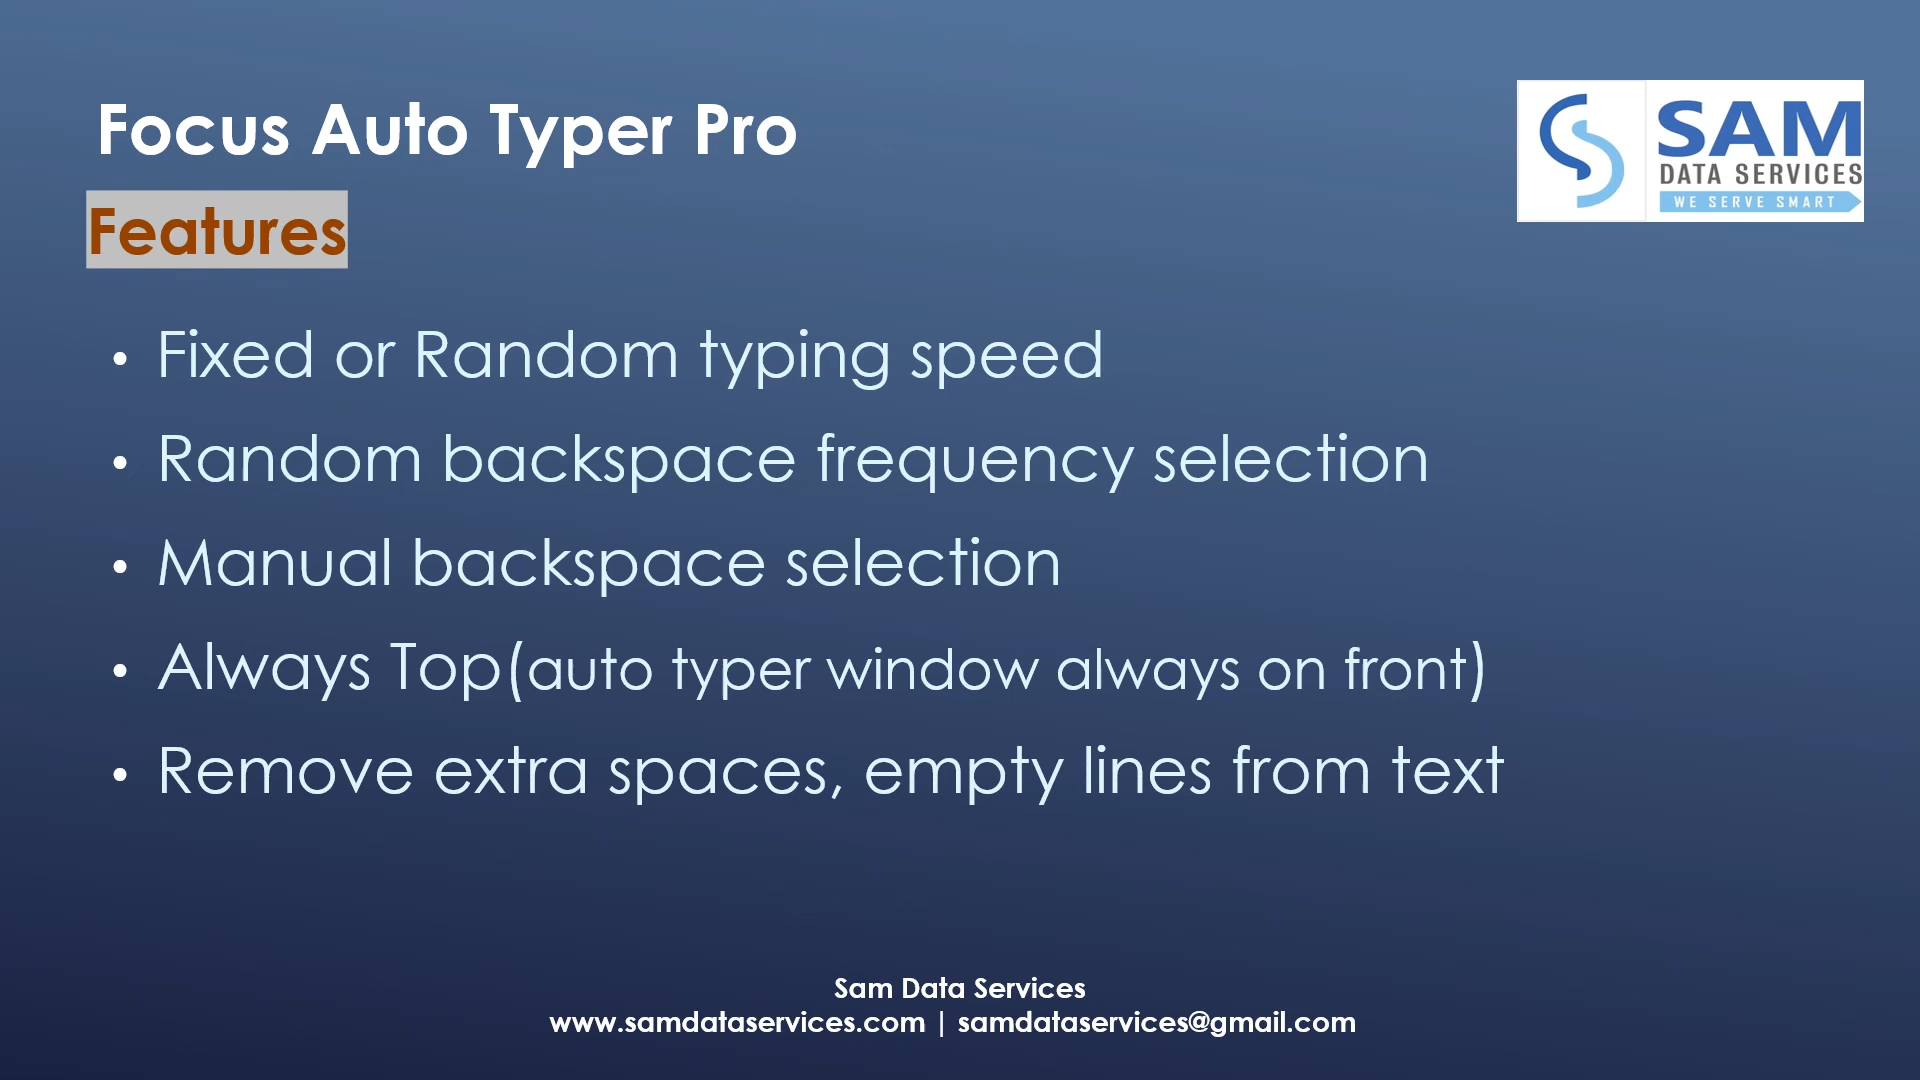 Focus Auto Typer Pro
SAM
DATA SERVICES
WE SERVE SMART
Features
• Fixed or Random typing speed
• Random backspace frequency selection
• Manual backspace selection
• Always Top(auto typer window always on front)
• Remove extra spaces, empty lines from text
Sam Data Services
www.samdataservices.com | samdataservices@gmail.com